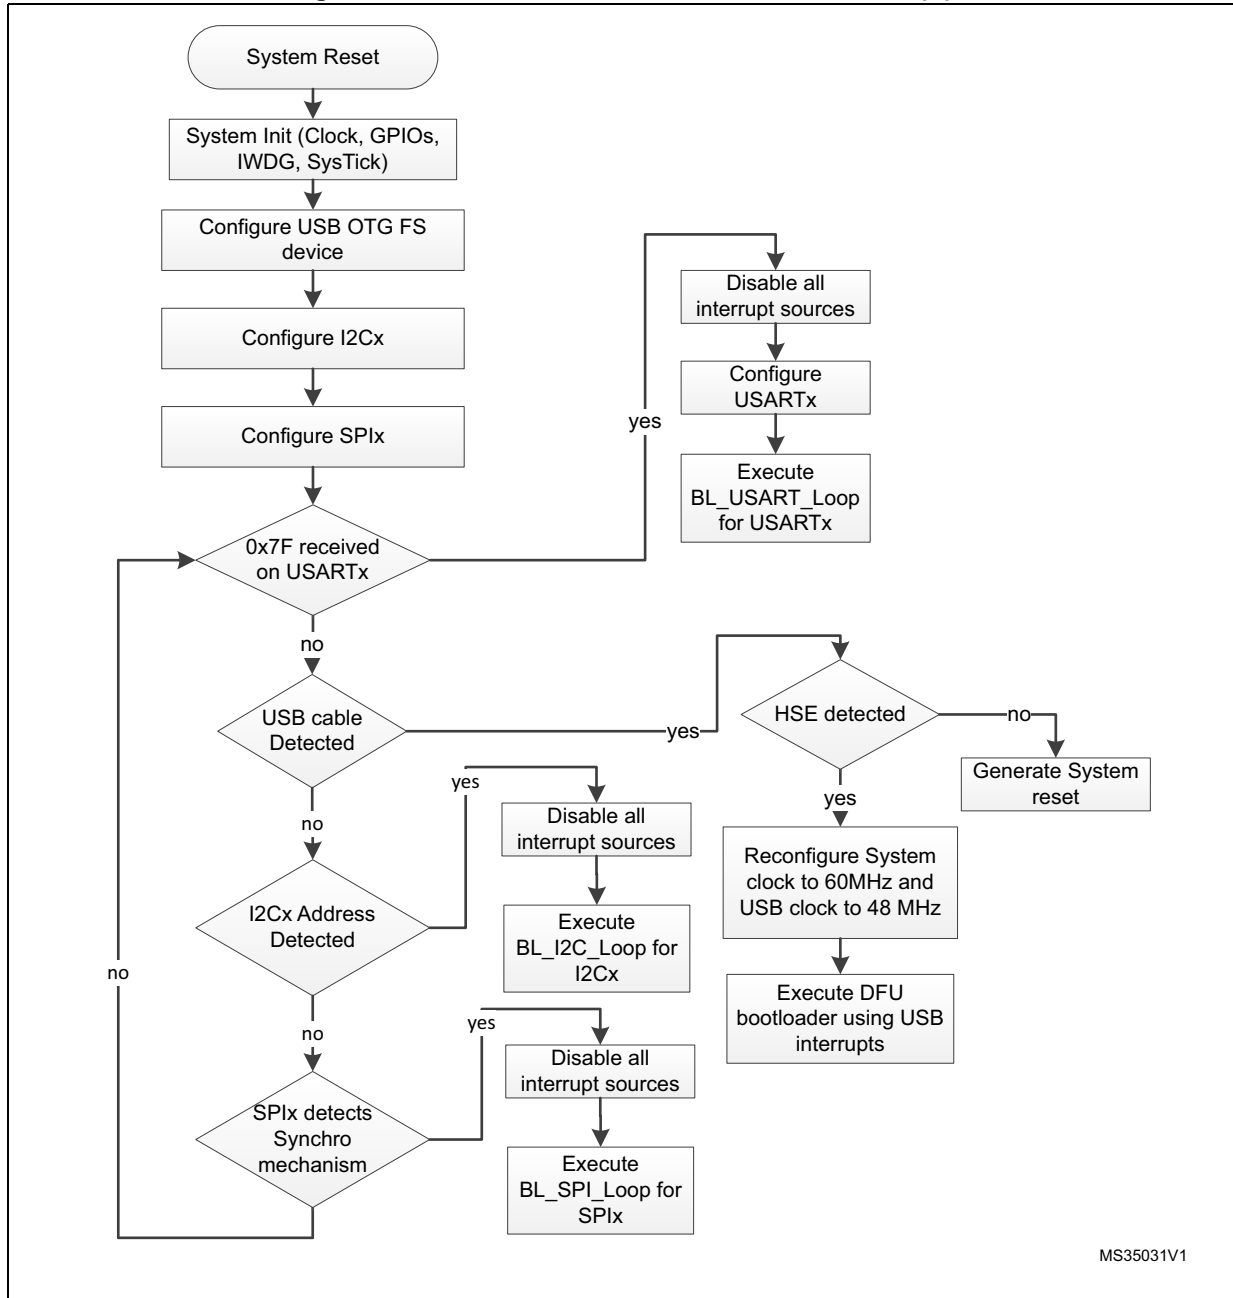 System Reset
System Init (Clock, GPIOs,
IWDG, SysTick)
Configure USB OTG FS
device
Configure I2Cx
Configure SPIx
0x7F received
on USARTx
yes
Disable all
interrupt sources
Configure
USARTx
Execute
BL_USART_Loop
for USARTx
no
USB cable
Detected
yes
HSE detected
no
Generate System
reset
yes
Reconfigure System
clock to 60MHz and
USB clock to 48 MHz
Execute DFU
bootloader using USB
interrupts
no
I2Cx Address
Detected
yes
Disable all
interrupt sources
Execute
BL_I2C_Loop for
I2Cx
no
SPIx detects
Synchro
mechanism
yes
Disable all
interrupt sources
Execute
BL_SPI_Loop for
SPIx
no
MS35031V1